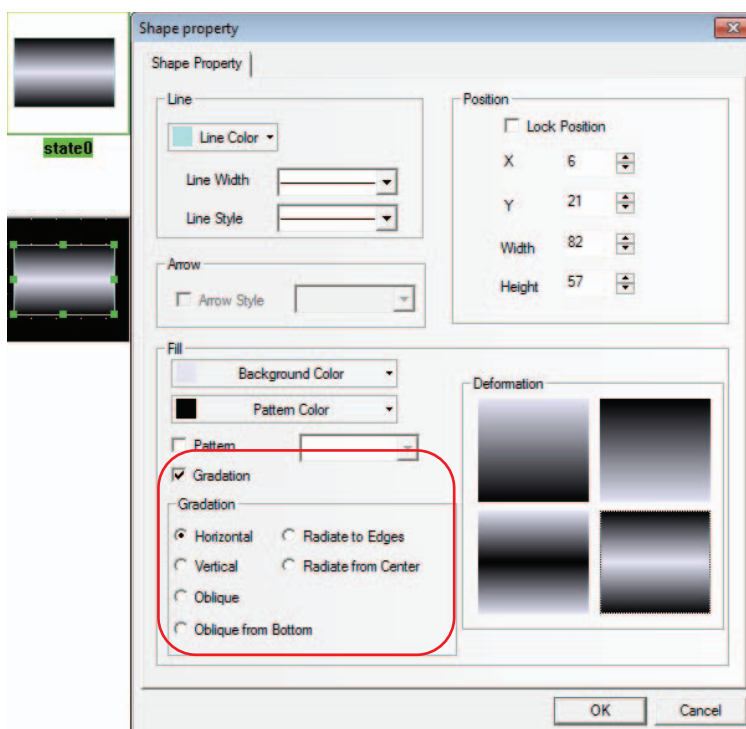 Shape property
Shape Property
state0
Line
Line Color
Line Width
Line Style
Arrow
Arrow Style
Position
Lock Position
X 6
Y 21
Width 82
Height 57
Fill
Background Color
Pattern Color
Pattern
Gradation
Gradation
Horizontal Radiate to Edges
Vertical Radiate from Center
Oblique
Oblique from Bottom
Deformation
OK Cancel